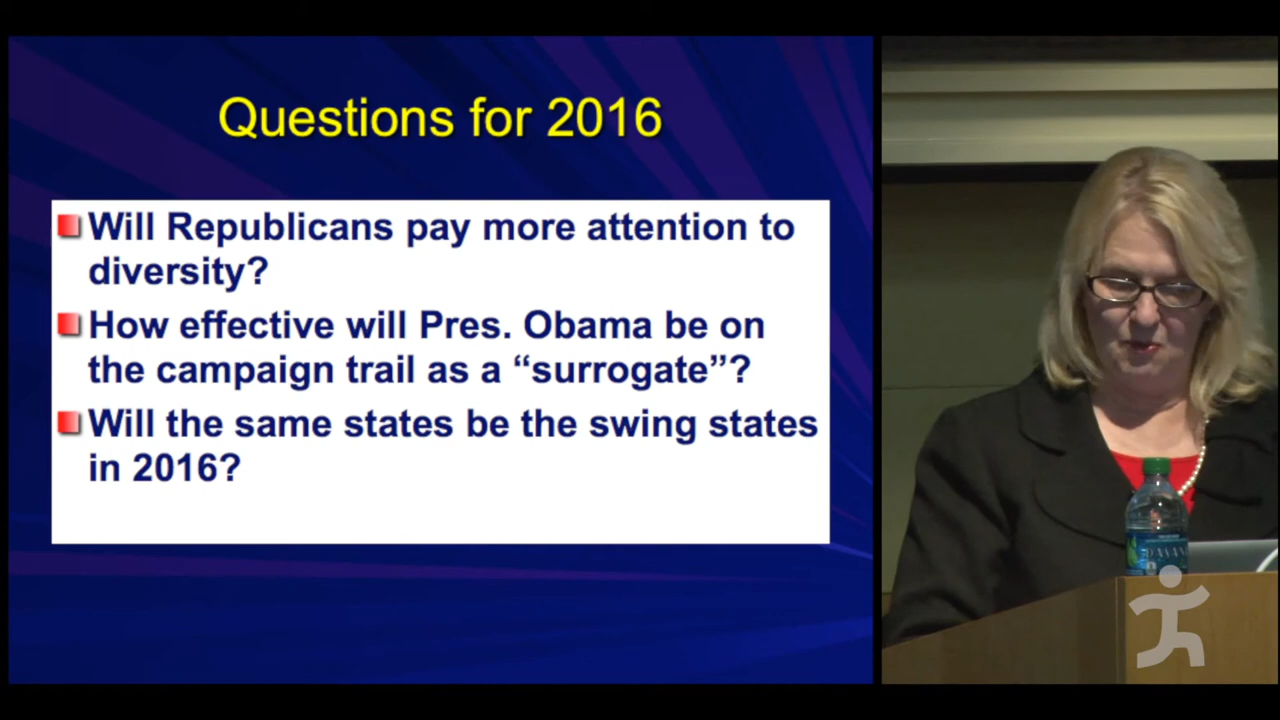 Questions for 2016
Will Republicans pay more attention to
diversity?
How effective will Pres. Obama be on
the campaign trail as a “surrogate”?
Will the same states be the swing states
in 2016?
DASANI